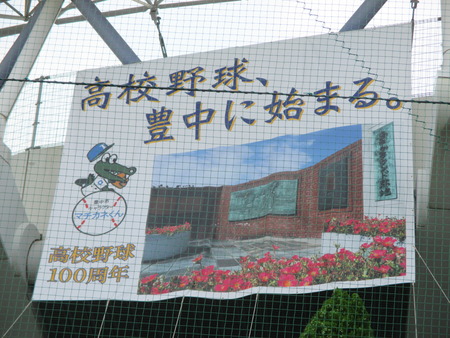 高校野球、
豊中に始まる。
マチカネくん
高校野球
100周年